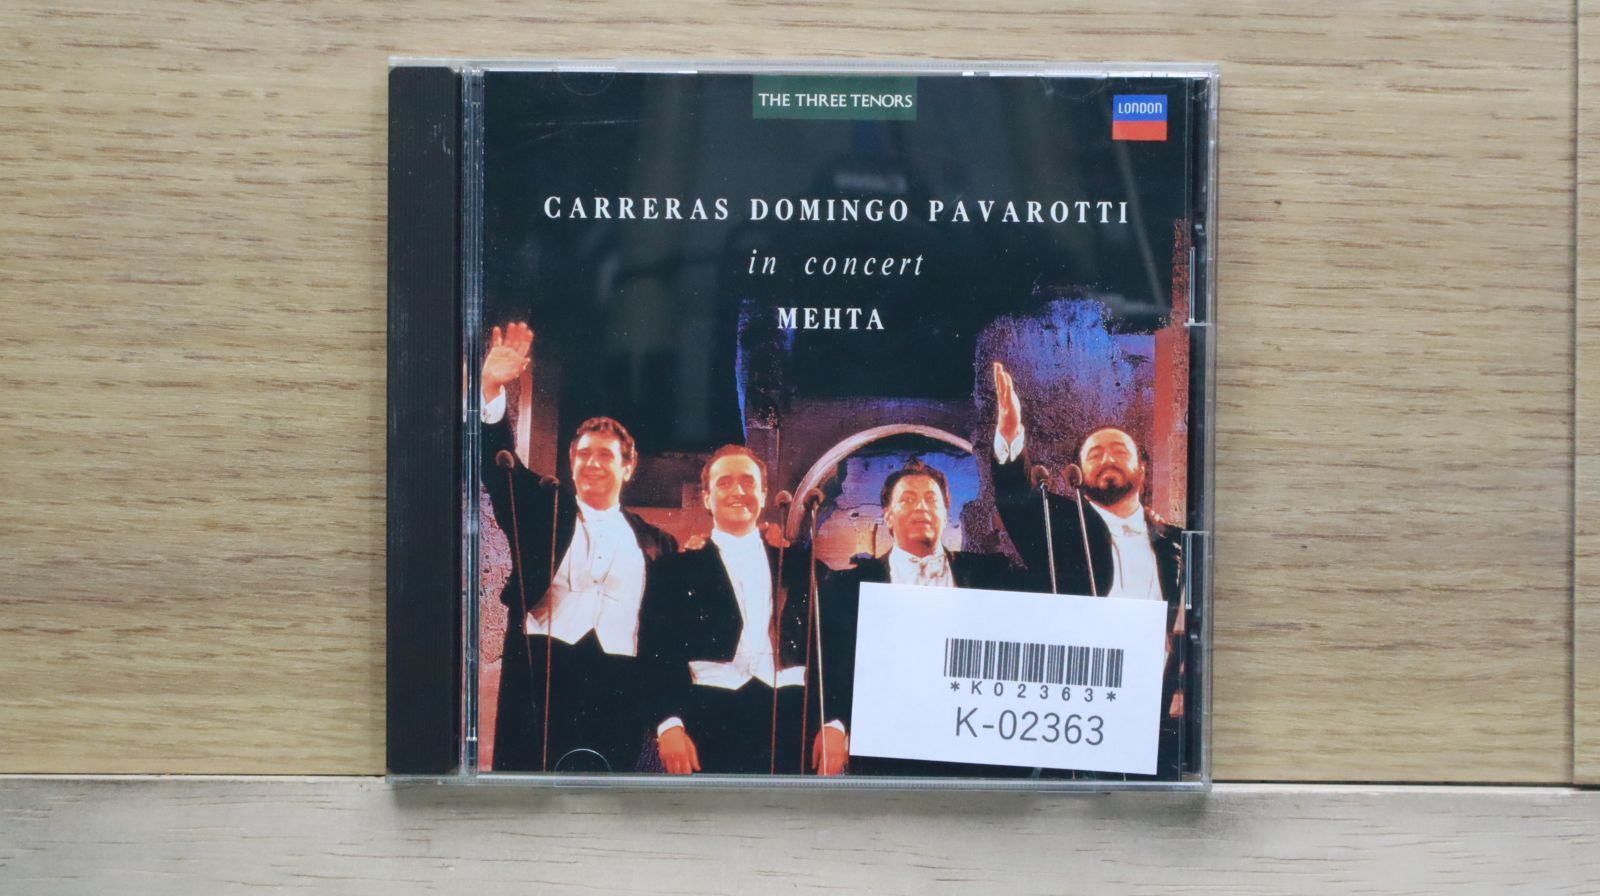 THE THREE TENORS
LONDON
CARRERAS DOMINGO PAVAROTTI
in concert
MEHTA
*K02363*
K-02363